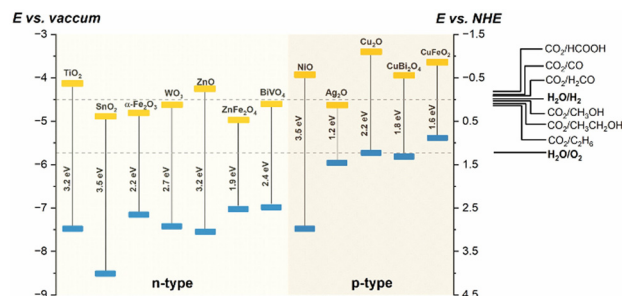 E vs. vaccum
E vs. NHE
−3
−4
−5
−6
−7
−8
−9
TiO₂
SnO₂
α-Fe₂O₃
WO₃
ZnO
ZnFe₂O₄
BiVO₄
NiO
Ag₂O
Cu₂O
CuBi₂O₄
CuFeO₂
3.2 eV
3.5 eV
2.2 eV
2.7 eV
3.2 eV
1.9 eV
2.4 eV
3.5 eV
1.2 eV
2.2 eV
1.8 eV
1.6 eV
n-type
p-type
−1.5
−0.5
0.5
1.5
2.5
3.5
4.5
CO₂/HCOOH
CO₂/CO
CO₂/H₂CO
H₂O/H₂
CO₂/CH₃OH
CO₂/CH₃CH₂OH
CO₂/C₂H₆
H₂O/O₂